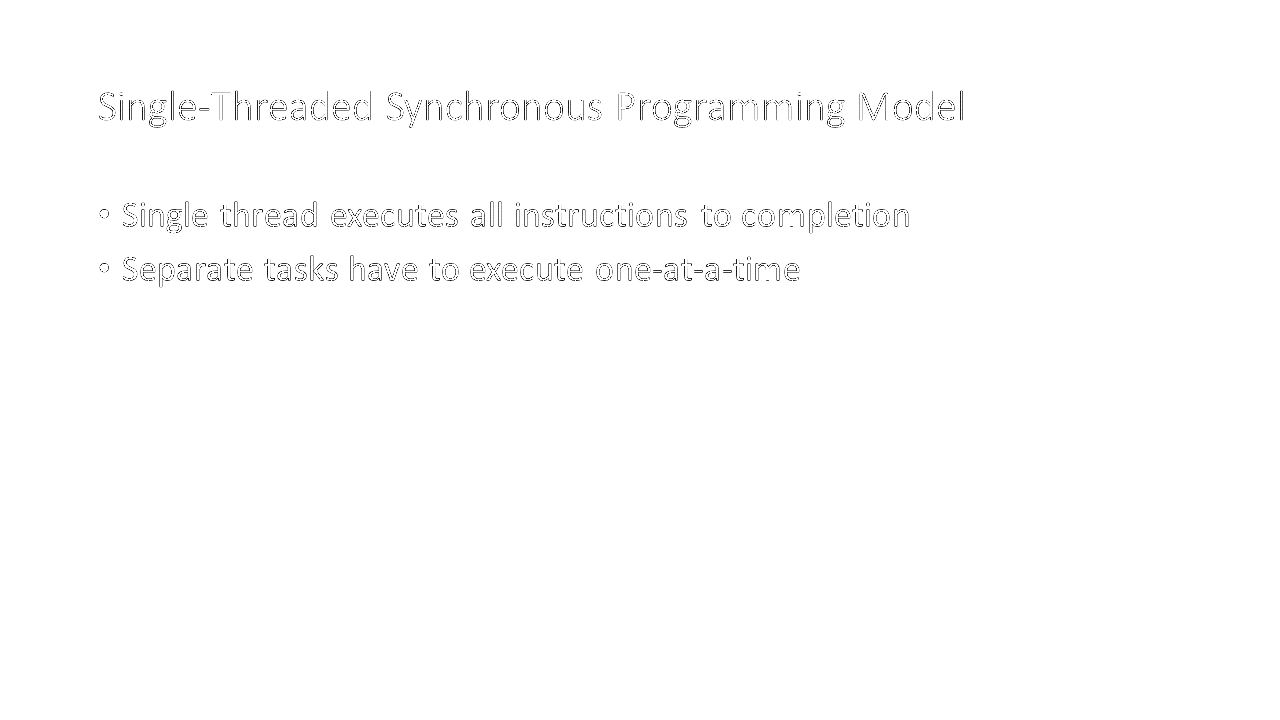 Single-Threaded Synchronous Programming Model
• Single thread executes all instructions to completion
• Separate tasks have to execute one-at-a-time